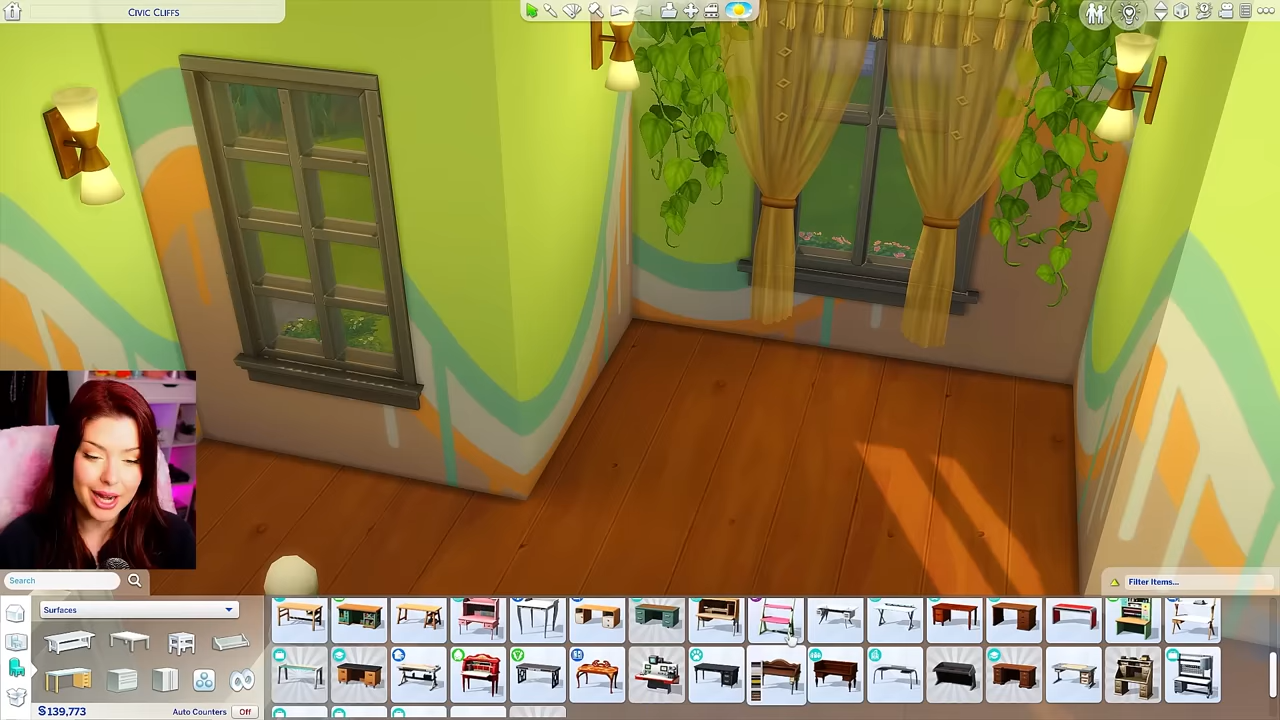 Civic Cliffs
Search
Filter Items...
Surfaces
§139,773
Auto Counters
Off